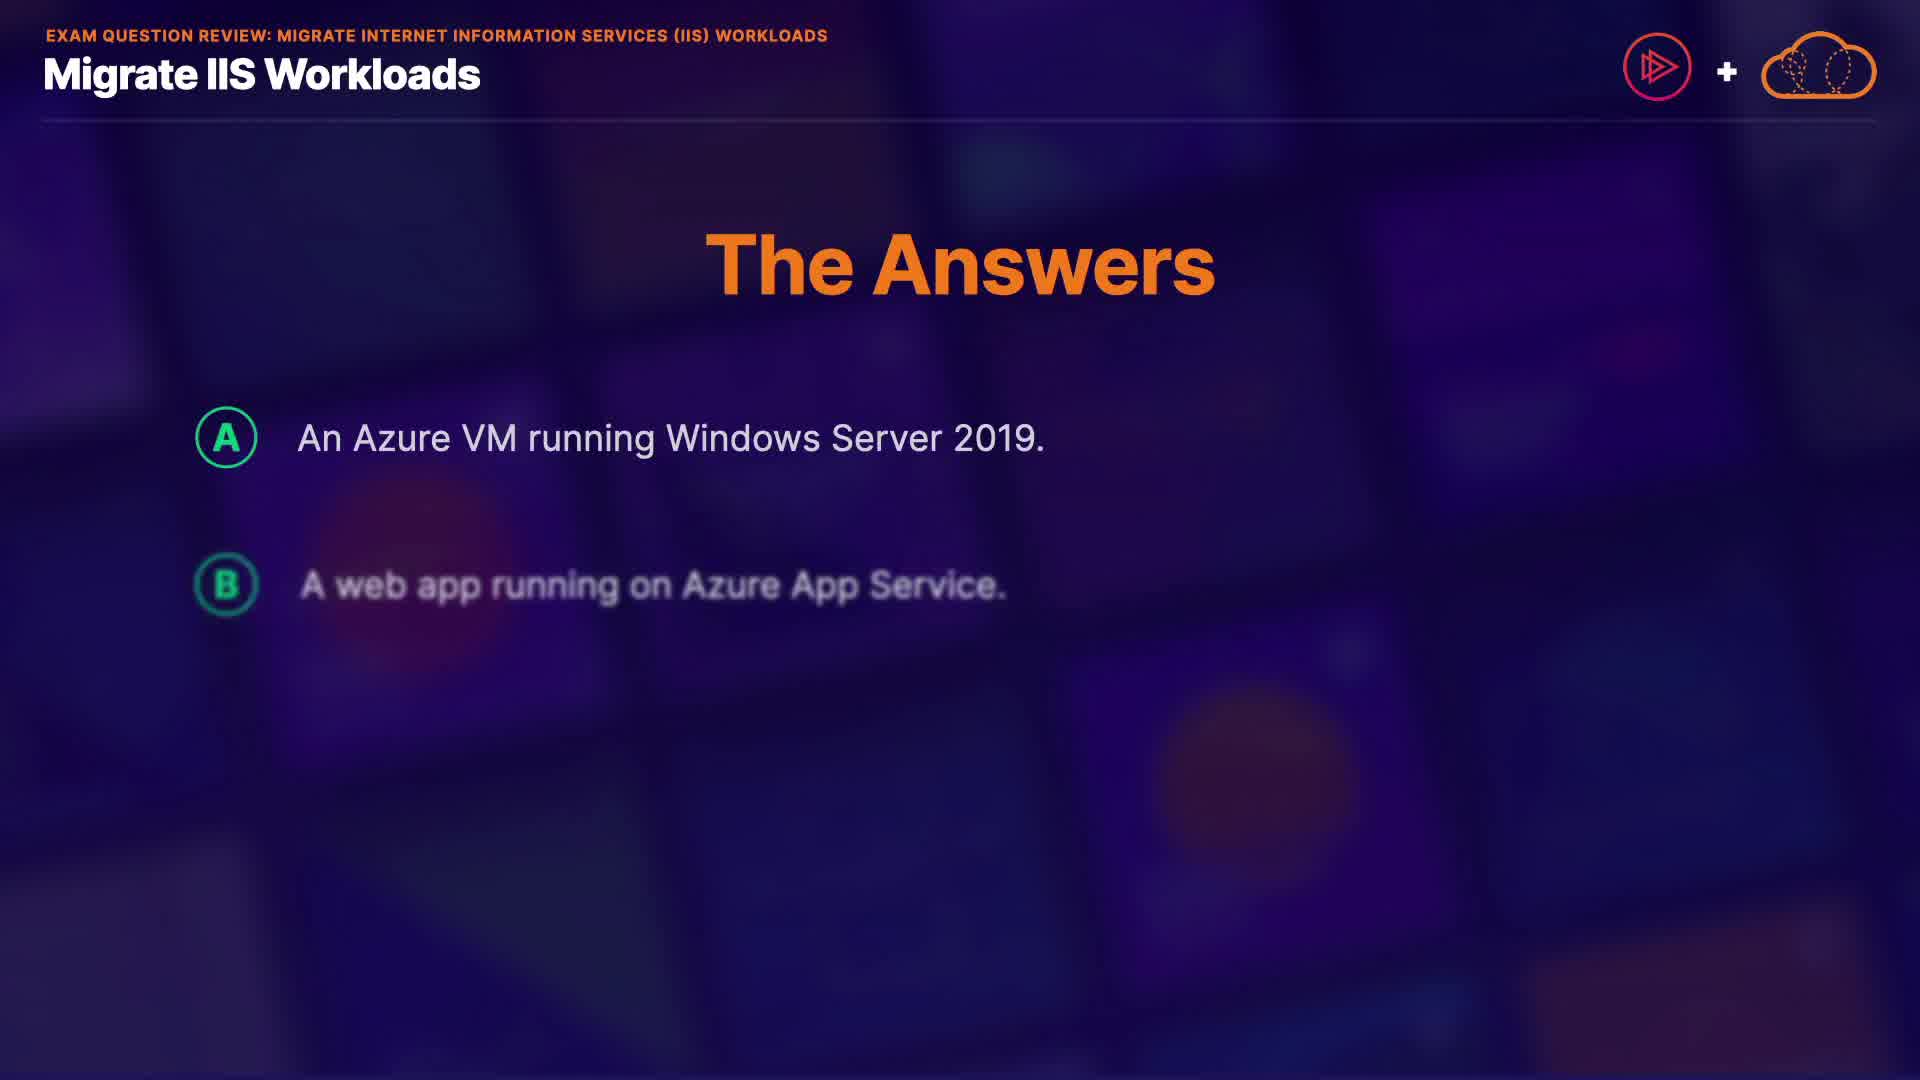 EXAM QUESTION REVIEW: MIGRATE INTERNET INFORMATION SERVICES (IIS) WORKLOADS
Migrate IIS Workloads
The Answers
A An Azure VM running Windows Server 2019.
B A web app running on Azure App Service.